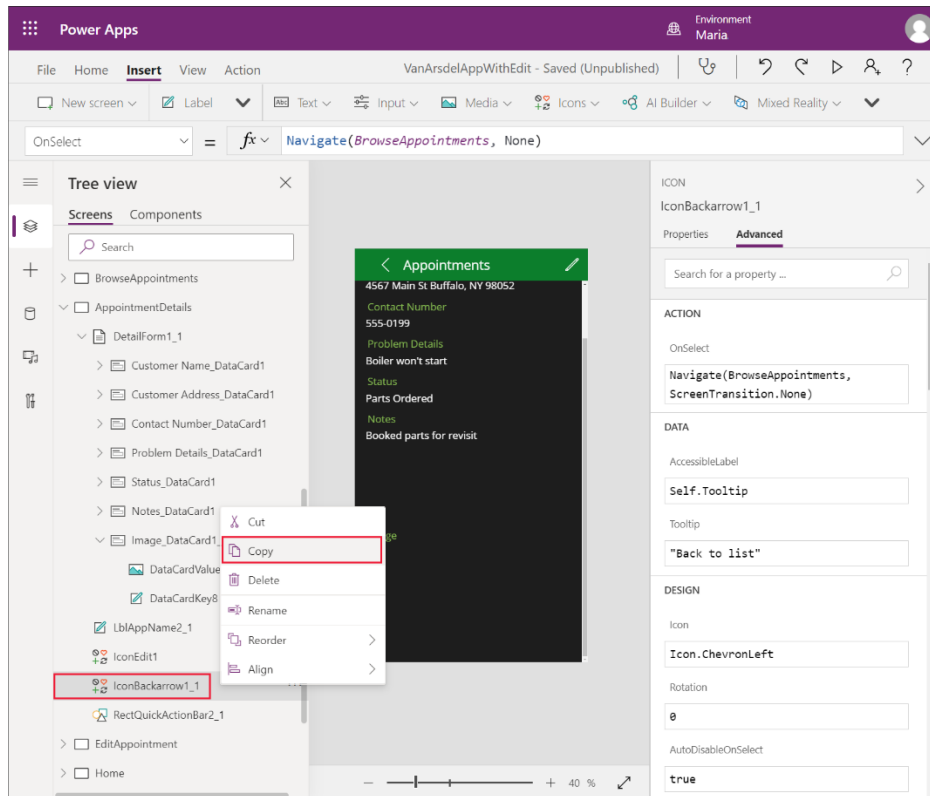 Power Apps
Environment
Maria
File Home Insert View Action
VanArsdelAppWithEdit - Saved (Unpublished)
New screen Label Abc Text Input Media Icons AI Builder Mixed Reality
OnSelect = fx Navigate(BrowseAppointments, None)
Tree view
Screens Components
Search
BrowseAppointments
AppointmentDetails
DetailForm1_1
Customer Name_DataCard1
Customer Address_DataCard1
Contact Number_DataCard1
Problem Details_DataCard1
Status_DataCard1
Notes_DataCard1
Image_DataCard1_
DataCardValue
DataCardKey8
LblAppName2_1
IconEdit1
IconBackarrow1_1
RectQuickActionBar2_1
EditAppointment
Home
Cut
Copy
Delete
Rename
Reorder
Align
Appointments
4567 Main St Buffalo, NY 98052
Contact Number
555-0199
Problem Details
Boiler won't start
Status
Parts Ordered
Notes
Booked parts for revisit
ge
40 %
ICON
IconBackarrow1_1
Properties Advanced
Search for a property ...
ACTION
OnSelect
Navigate(BrowseAppointments,
ScreenTransition.None)
DATA
AccessibleLabel
Self.Tooltip
Tooltip
"Back to list"
DESIGN
Icon
Icon.ChevronLeft
Rotation
0
AutoDisableOnSelect
true